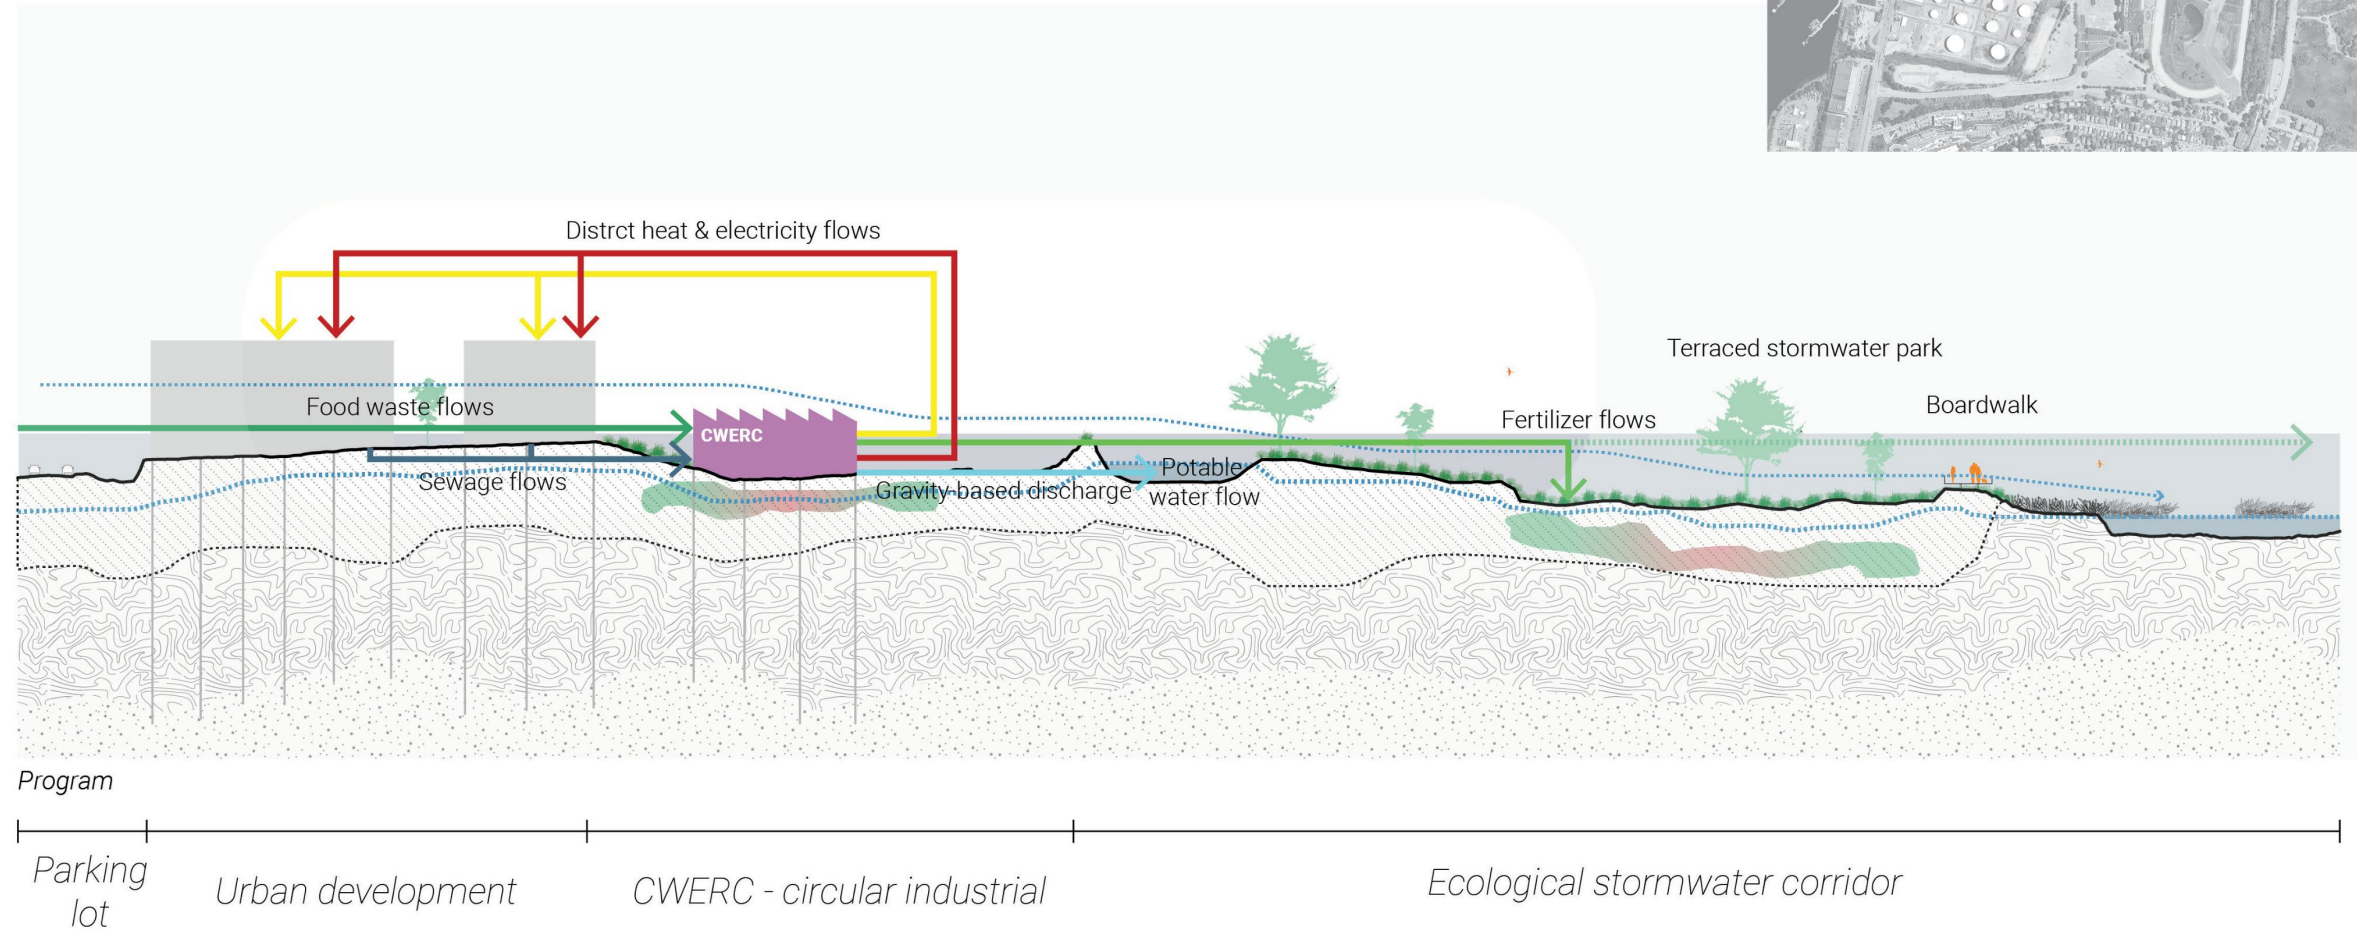 Distrct heat & electricity flows
Terraced stormwater park
Food waste flows
Fertilizer flows
Boardwalk
CWERC
Sewage flows
Gravity-based discharge
Potable
water flow
Program
Parking
lot
Urban development
CWERC - circular industrial
Ecological stormwater corridor